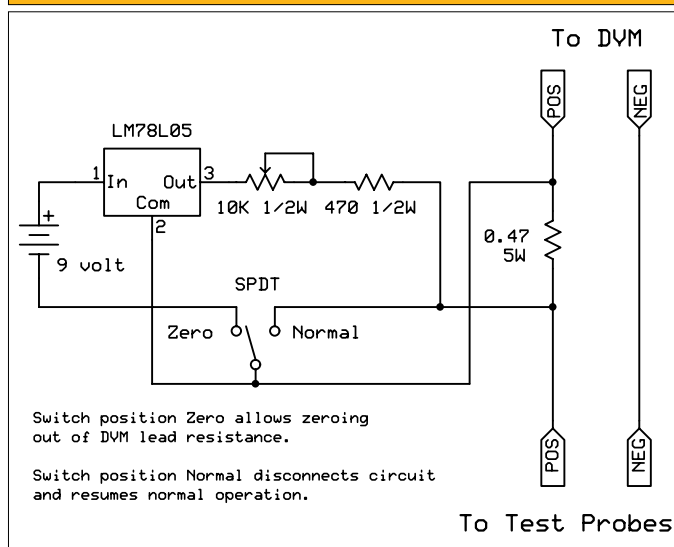 To DVM
POS
NEG
LM78L05
1
In
Out
3
Com
2
10K 1/2W
470 1/2W
+
9 volt
0.47
5W
SPDT
Zero
Normal
Switch position Zero allows zeroing
out of DVM lead resistance.
Switch position Normal disconnects circuit
and resumes normal operation.
POS
NEG
To Test Probes